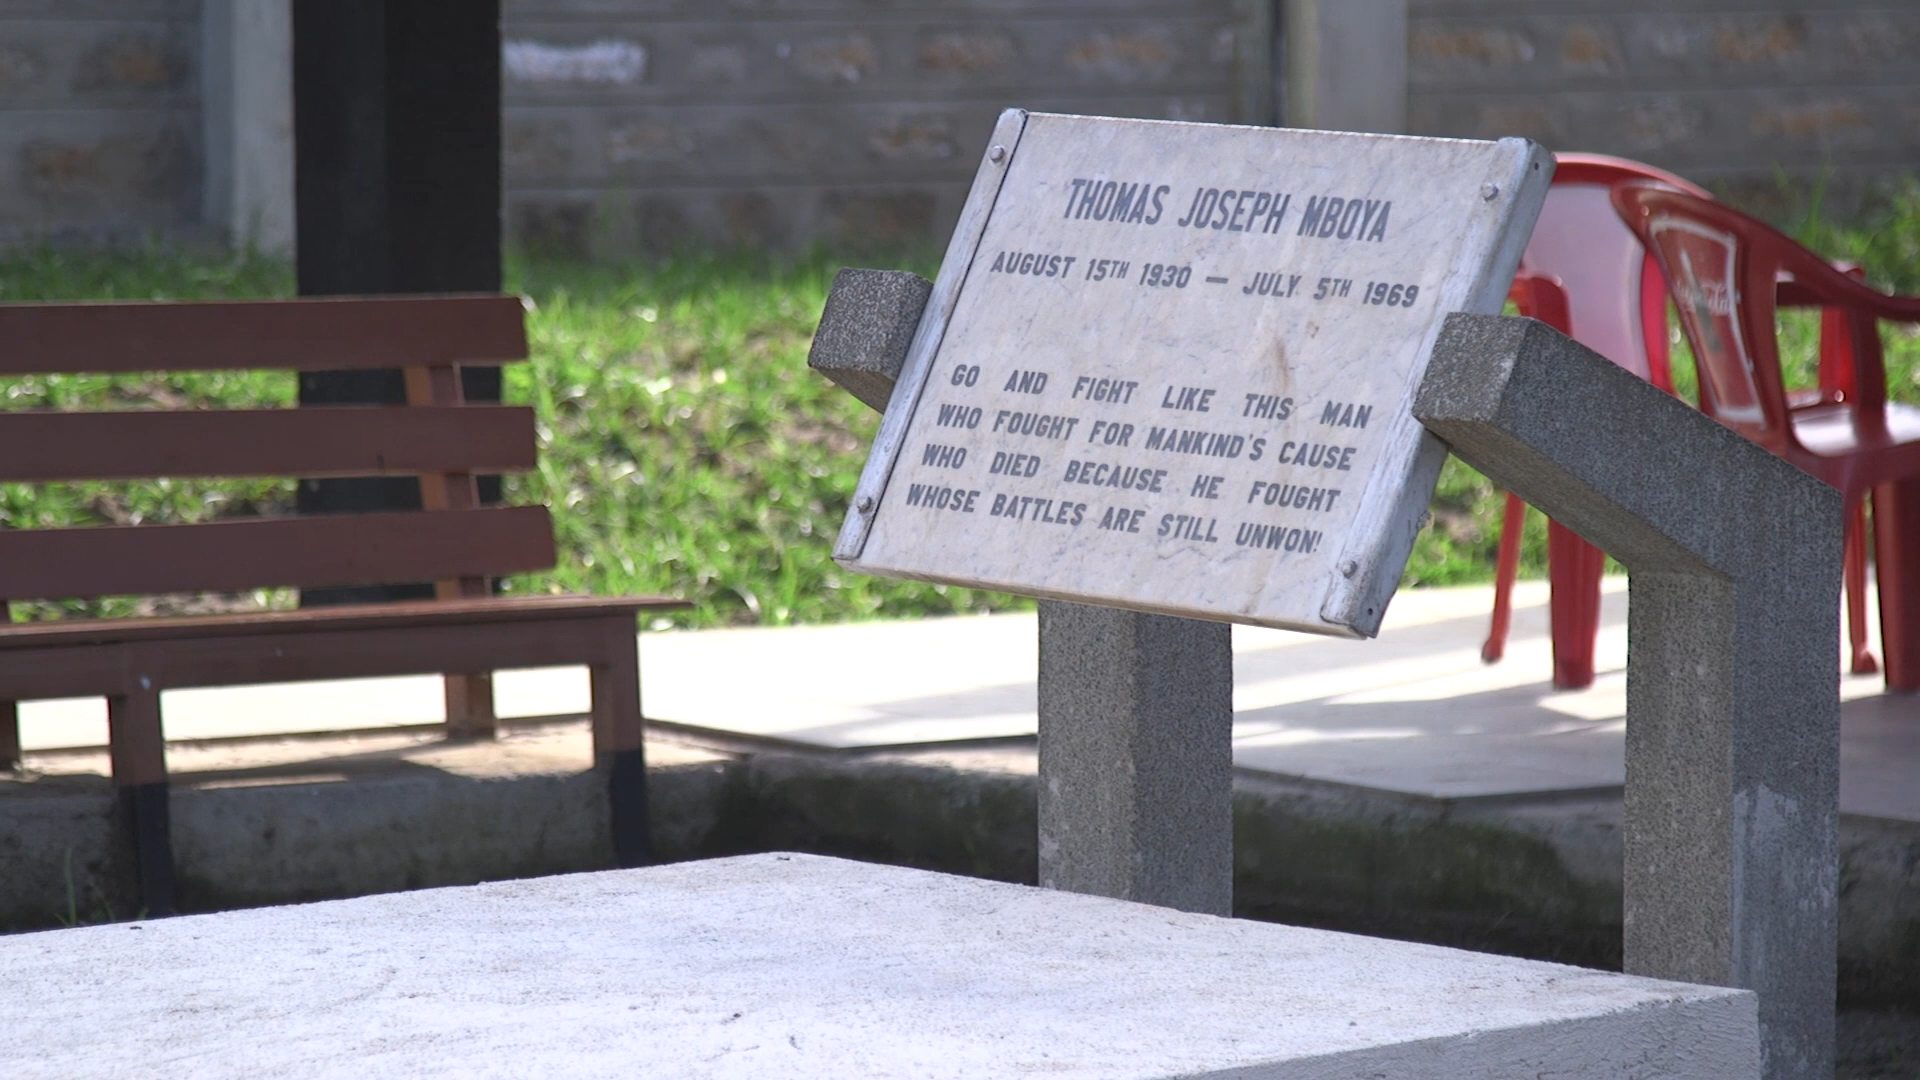 THOMAS JOSEPH MBOYA
AUGUST 15TH 1930 — JULY 5TH 1969
GO AND FIGHT LIKE THIS MAN
WHO FOUGHT FOR MANKIND'S CAUSE
WHO DIED BECAUSE HE FOUGHT
WHOSE BATTLES ARE STILL UNWON!